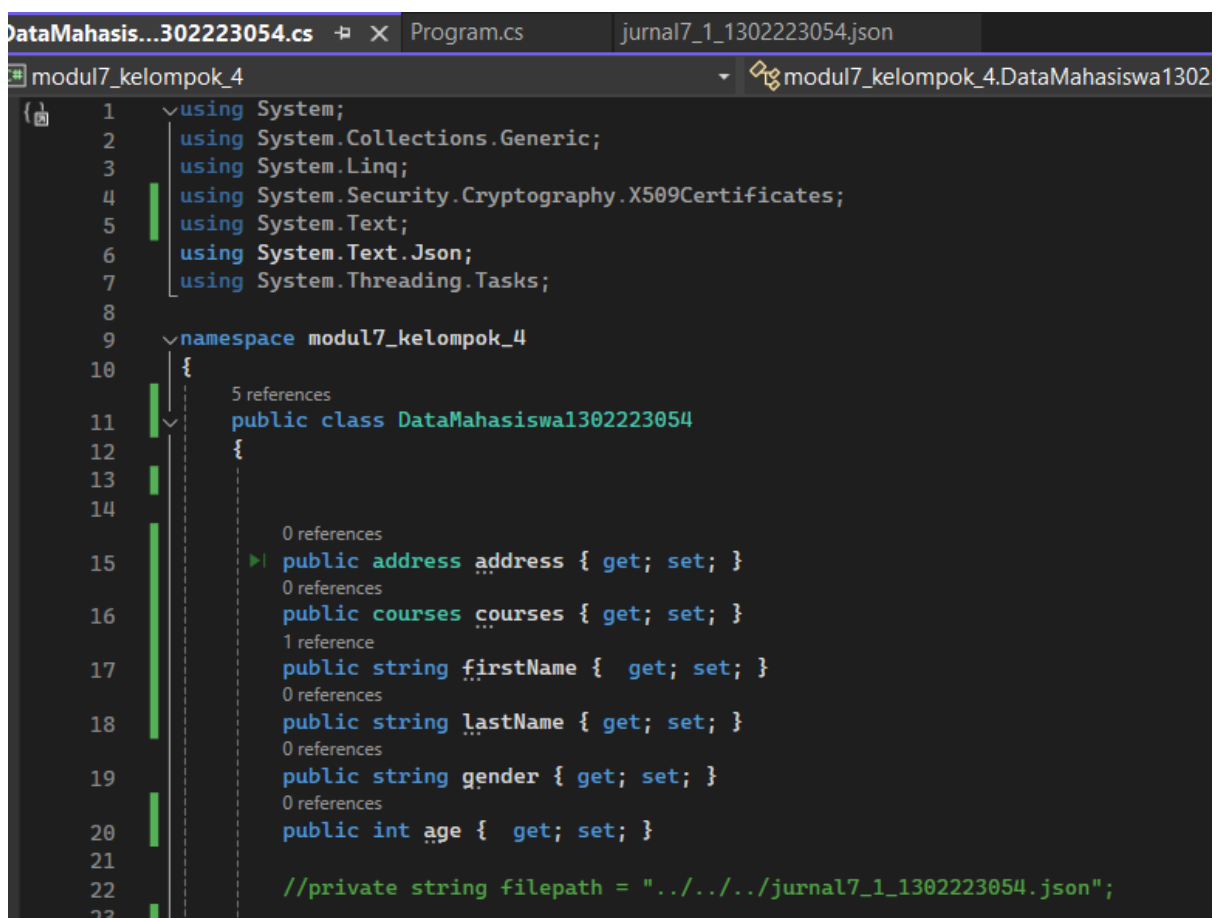 DataMahasis...302223054.cs Program.cs jurnal7_1_1302223054.json
modul7_kelompok_4 modul7_kelompok_4.DataMahasiswa1302
1 using System;
2 using System.Collections.Generic;
3 using System.Linq;
4 using System.Security.Cryptography.X509Certificates;
5 using System.Text;
6 using System.Text.Json;
7 using System.Threading.Tasks;
8
9 namespace modul7_kelompok_4
10 {
5 references
11 public class DataMahasiswa1302223054
12 {
13
14
0 references
15 public address address { get; set; }
0 references
16 public courses courses { get; set; }
1 reference
17 public string firstName {  get; set; }
0 references
18 public string lastName { get; set; }
0 references
19 public string gender { get; set; }
0 references
20 public int age {  get; set; }
21
22 //private string filepath = "../../../jurnal7_1_1302223054.json";
23